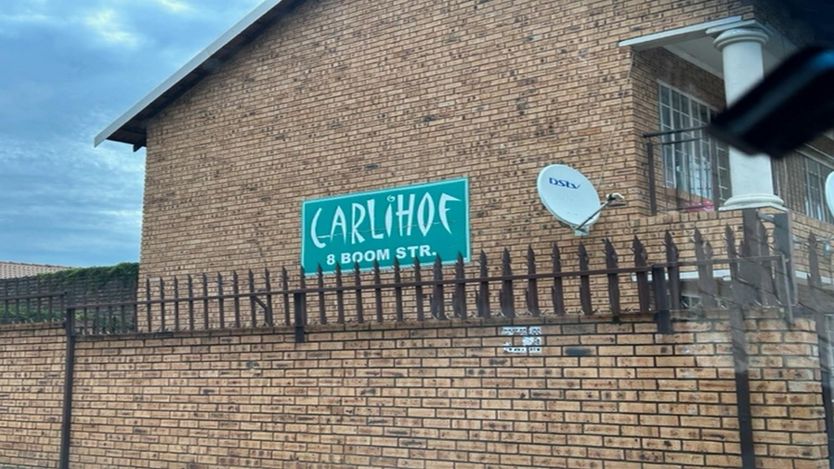 CARLIHOF
8 BOOM STR.
DStv